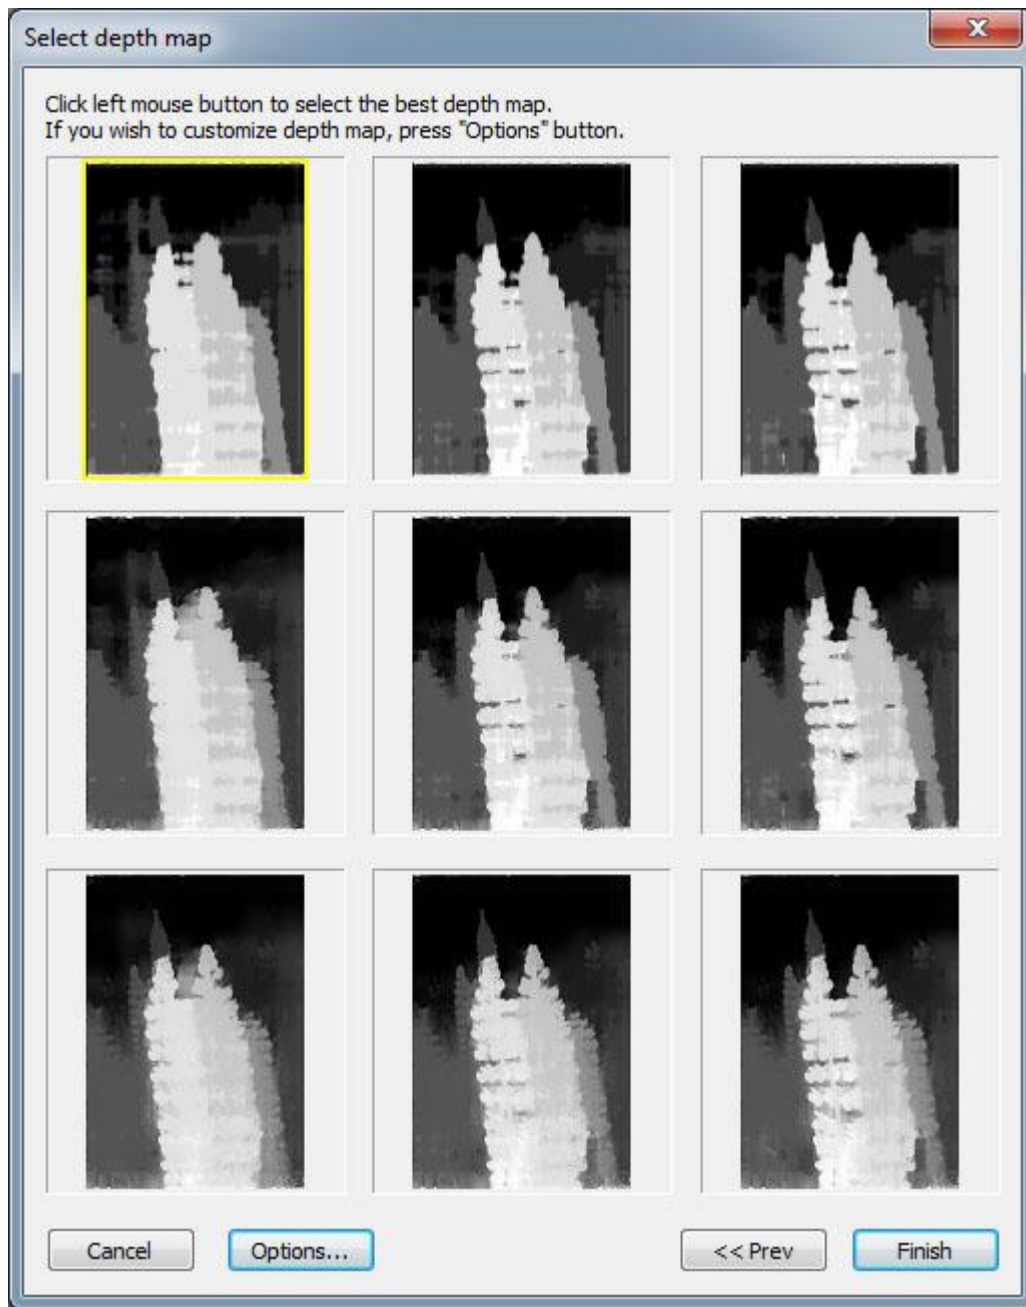 Select depth map
Click left mouse button to select the best depth map.
If you wish to customize depth map, press "Options" button.
Cancel
Options...
<< Prev
Finish